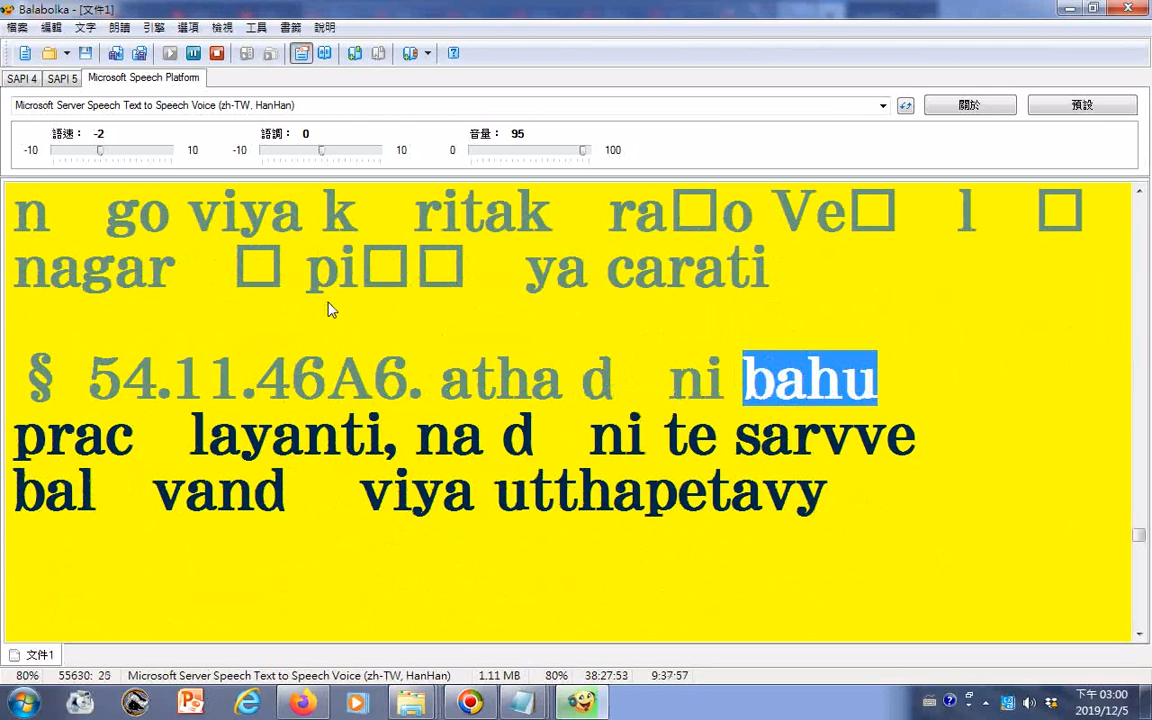 Balabolka - [文件1]
檔案 編輯 文字 朗讀 引擎 選項 檢視 工具 書籤 說明
SAPI 4 SAPI 5 Microsoft Speech Platform
Microsoft Server Speech Text to Speech Voice (zh-TW, HanHan) 關於 預設
語速： -2 語調： 0 音量： 95
-10 10 -10 10 0 100
n go viya k ritak ra□o Ve□ l □
nagar □ pi□□ ya carati
§ 54.11.46A6. atha d ni bahu
prac layanti, na d ni te sarvve
bal vand viya utthapetavy
文件1
80% 55630: 25 Microsoft Server Speech Text to Speech Voice (zh-TW, HanHan) 1.11 MB 80% 38:27:53 9:37:57
下午 03:00
2019/12/5